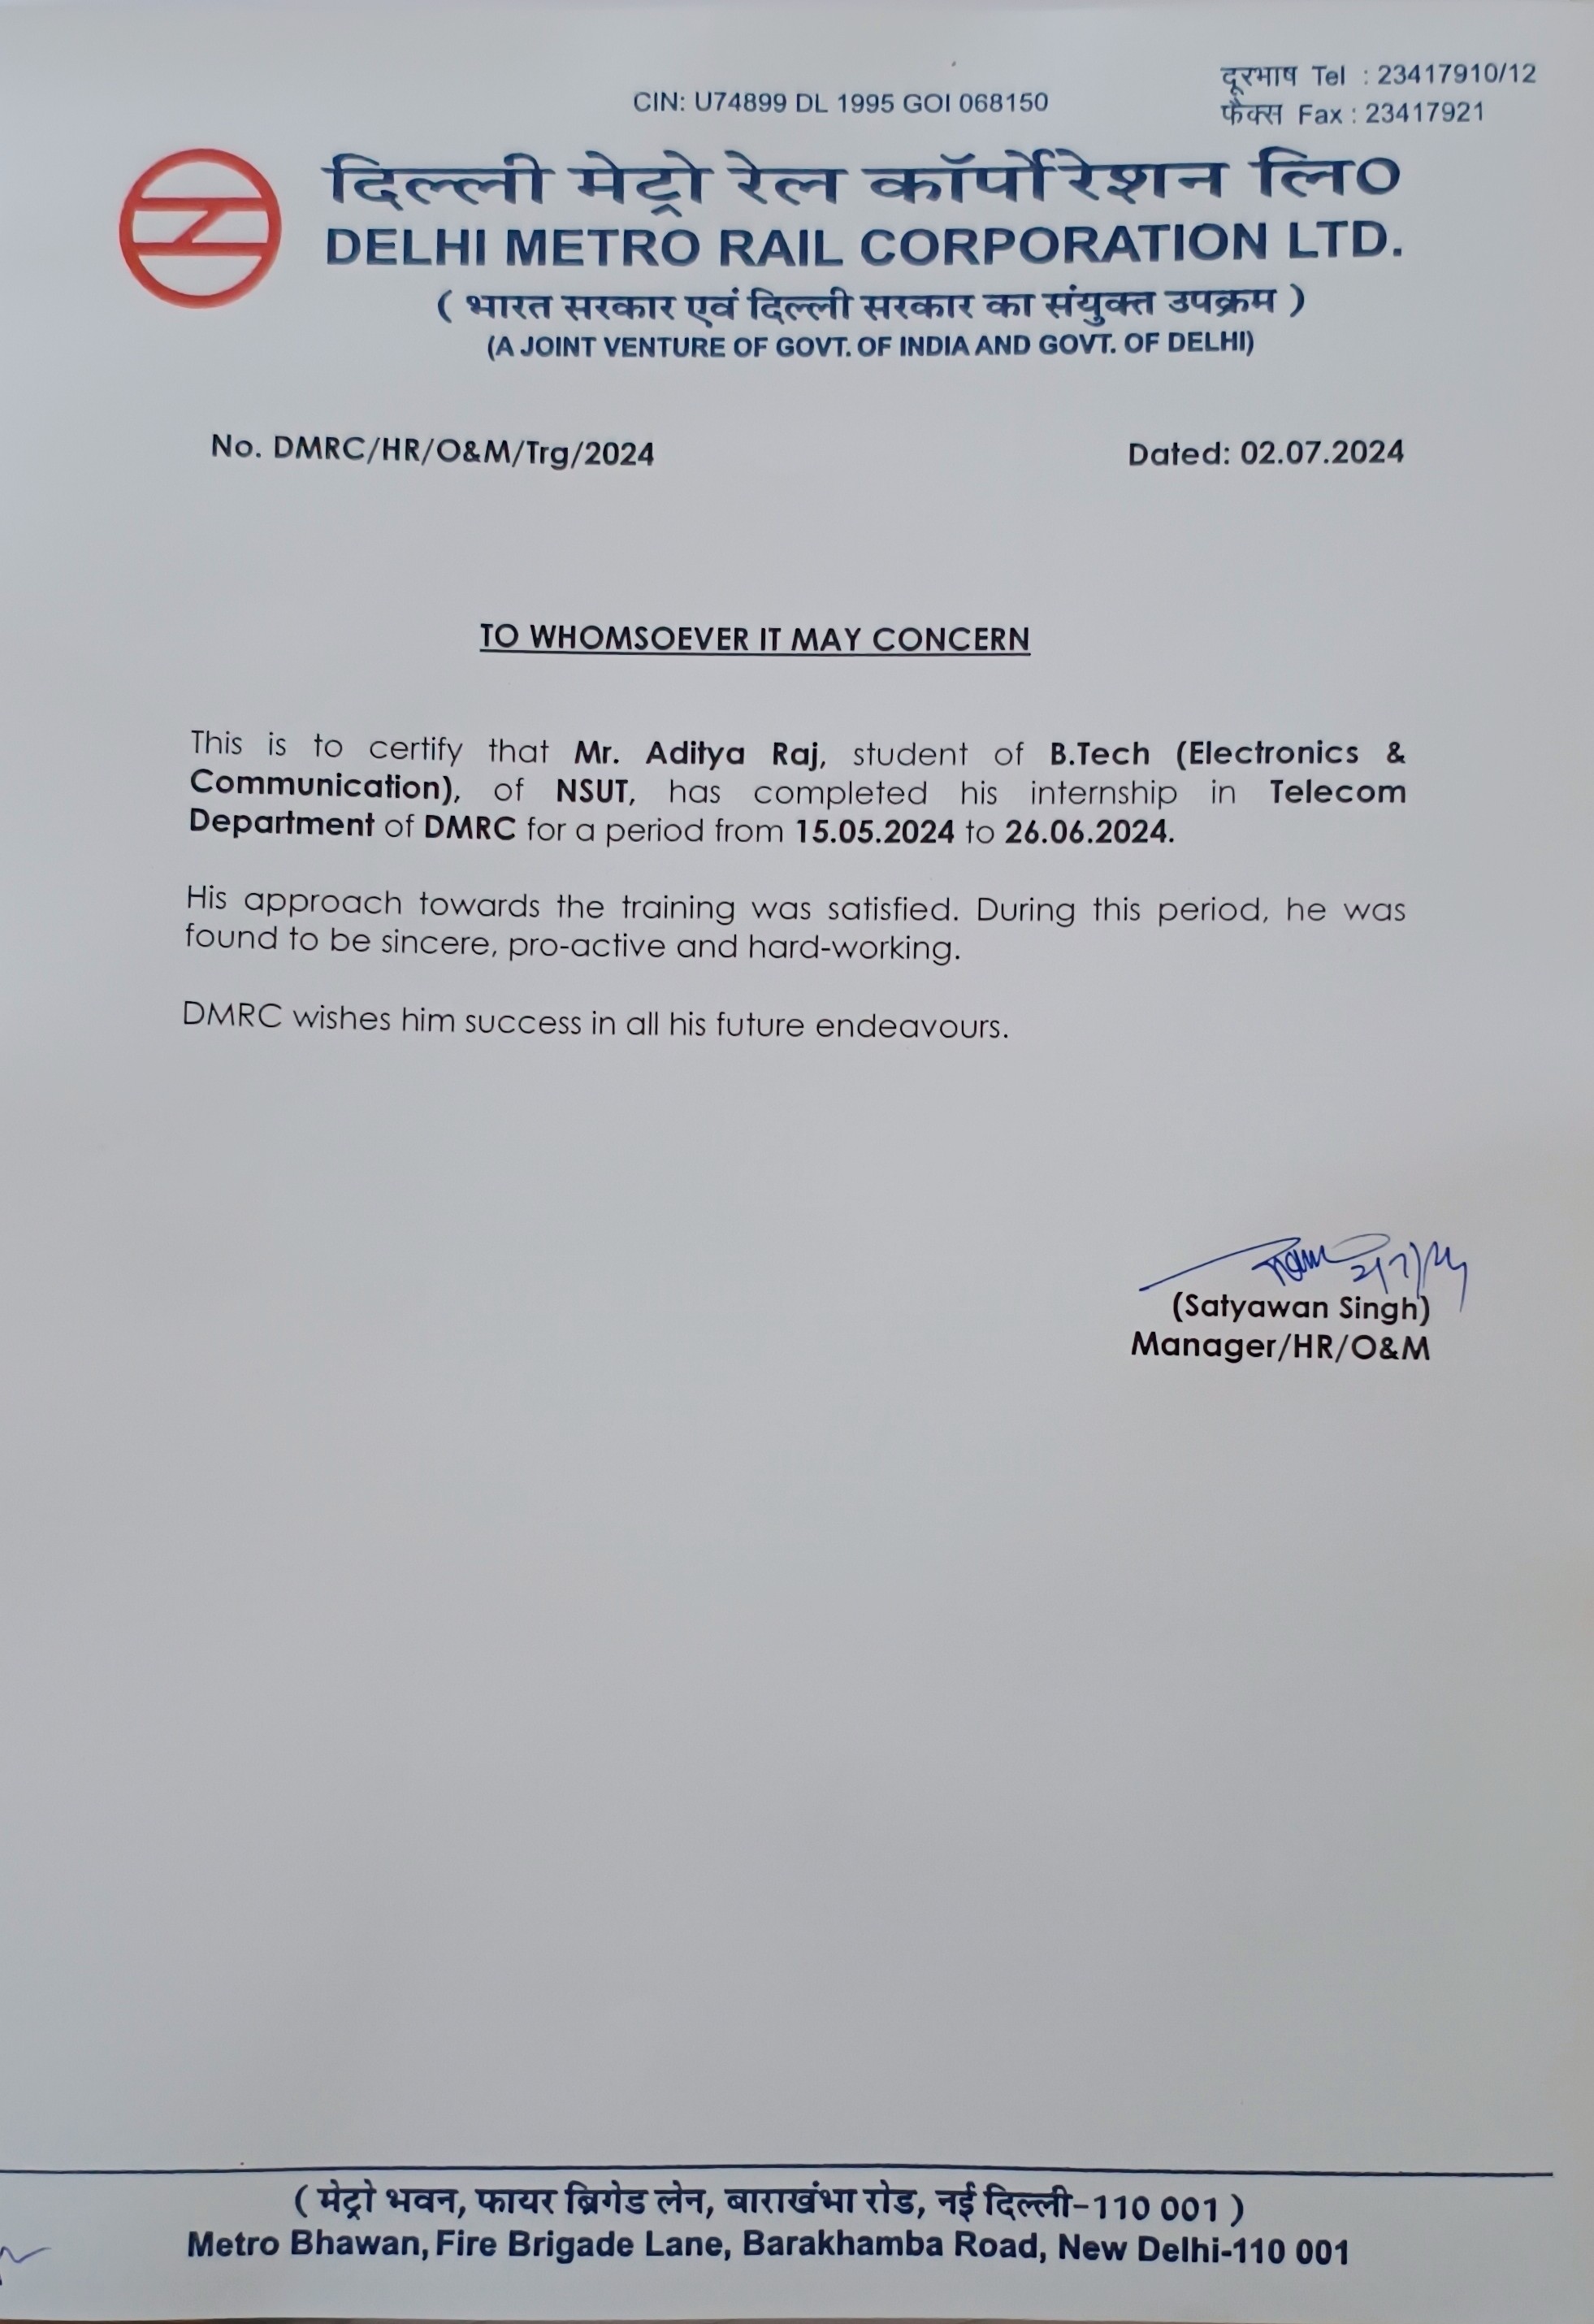 CIN: U74899 DL 1995 GOI 068150
दूरभाष Tel : 23417910/12
फैक्स Fax : 23417921
दिल्ली मेट्रो रेल कॉर्पोरेशन लि०
DELHI METRO RAIL CORPORATION LTD.
( भारत सरकार एवं दिल्ली सरकार का संयुक्त उपक्रम )
(A JOINT VENTURE OF GOVT. OF INDIA AND GOVT. OF DELHI)
No. DMRC/HR/O&M/Trg/2024
Dated: 02.07.2024
TO WHOMSOEVER IT MAY CONCERN
This is to certify that Mr. Aditya Raj, student of B.Tech (Electronics &
Communication), of NSUT, has completed his internship in Telecom
Department of DMRC for a period from 15.05.2024 to 26.06.2024.
His approach towards the training was satisfied. During this period, he was
found to be sincere, pro-active and hard-working.
DMRC wishes him success in all his future endeavours.
2/7/24
(Satyawan Singh)
Manager/HR/O&M
( मेट्रो भवन, फायर ब्रिगेड लेन, बाराखंभा रोड, नई दिल्ली-110 001 )
Metro Bhawan, Fire Brigade Lane, Barakhamba Road, New Delhi-110 001